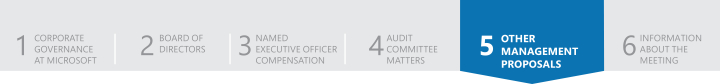 1 CORPORATE
GOVERNANCE
AT MICROSOFT
2 BOARD OF
DIRECTORS
3 NAMED
EXECUTIVE OFFICER
COMPENSATION
4 AUDIT
COMMITTEE
MATTERS
5 OTHER
MANAGEMENT
PROPOSALS
6 INFORMATION
ABOUT THE
MEETING